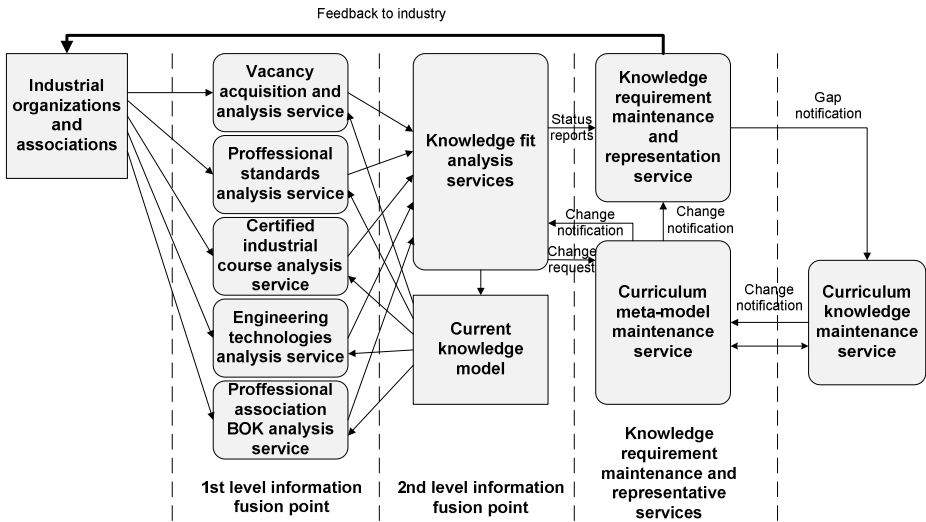 Feedback to industry
Industrial
organizations
and
associations
Vacancy
acquisition and
analysis service
Proffessional
standards
analysis service
Certified
industrial
course analysis
service
Engineering
technologies
analysis service
Proffessional
association
BOK analysis
service
1st level information
fusion point
Knowledge fit
analysis
services
Current
knowledge
model
2nd level information
fusion point
Status
reports
Change
notification
Change
request
Knowledge
requirement
maintenance
and
representation
service
Change
notification
Curriculum
meta-model
maintenance
service
Knowledge
requirement
maintenance and
representative
services
Gap
notification
Change
notification
Curriculum
knowledge
maintenance
service